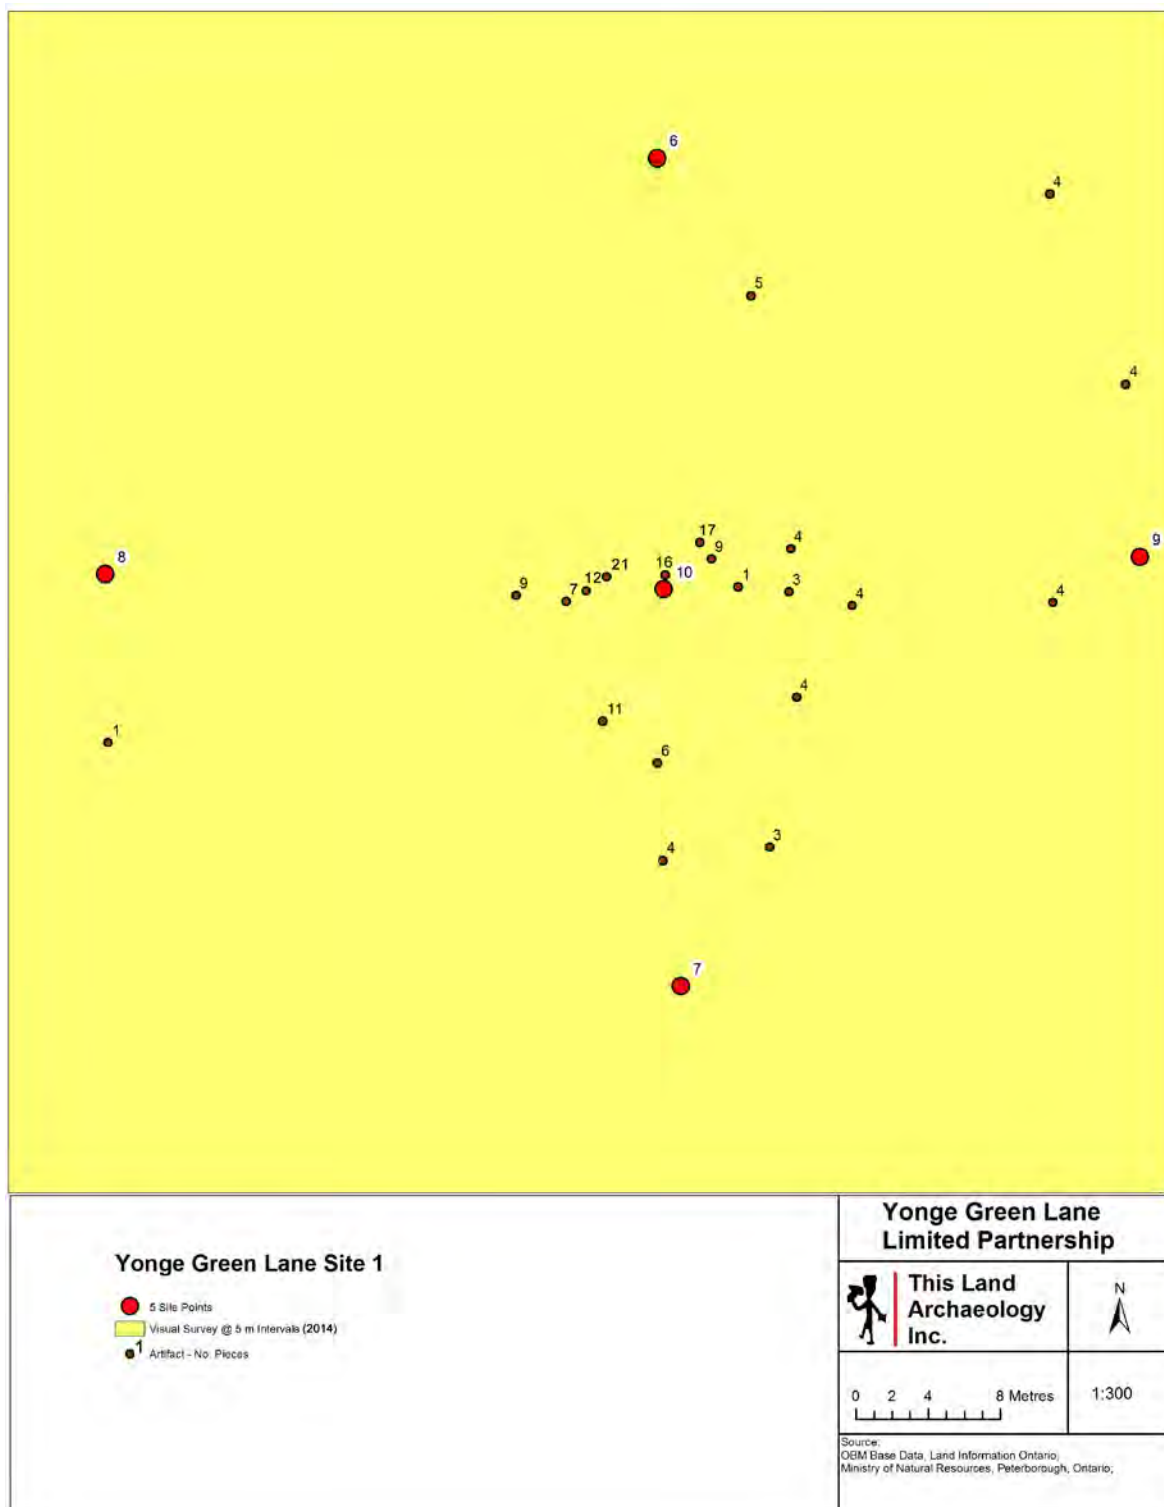 6
4
5
4
17
4
9
9
8
21
16
10
12
9
7
1
3
4
4
4
11
1
6
3
4
7
Yonge Green Lane Site 1
5 Site Points
Visual Survey @ 5 m Intervals (2014)
1 Artifact - No. Pieces
Yonge Green Lane
Limited Partnership
This Land
Archaeology
Inc.
N
0 2 4 8 Metres
1:300
Source:
OBM Base Data, Land Information Ontario,
Ministry of Natural Resources, Peterborough, Ontario;